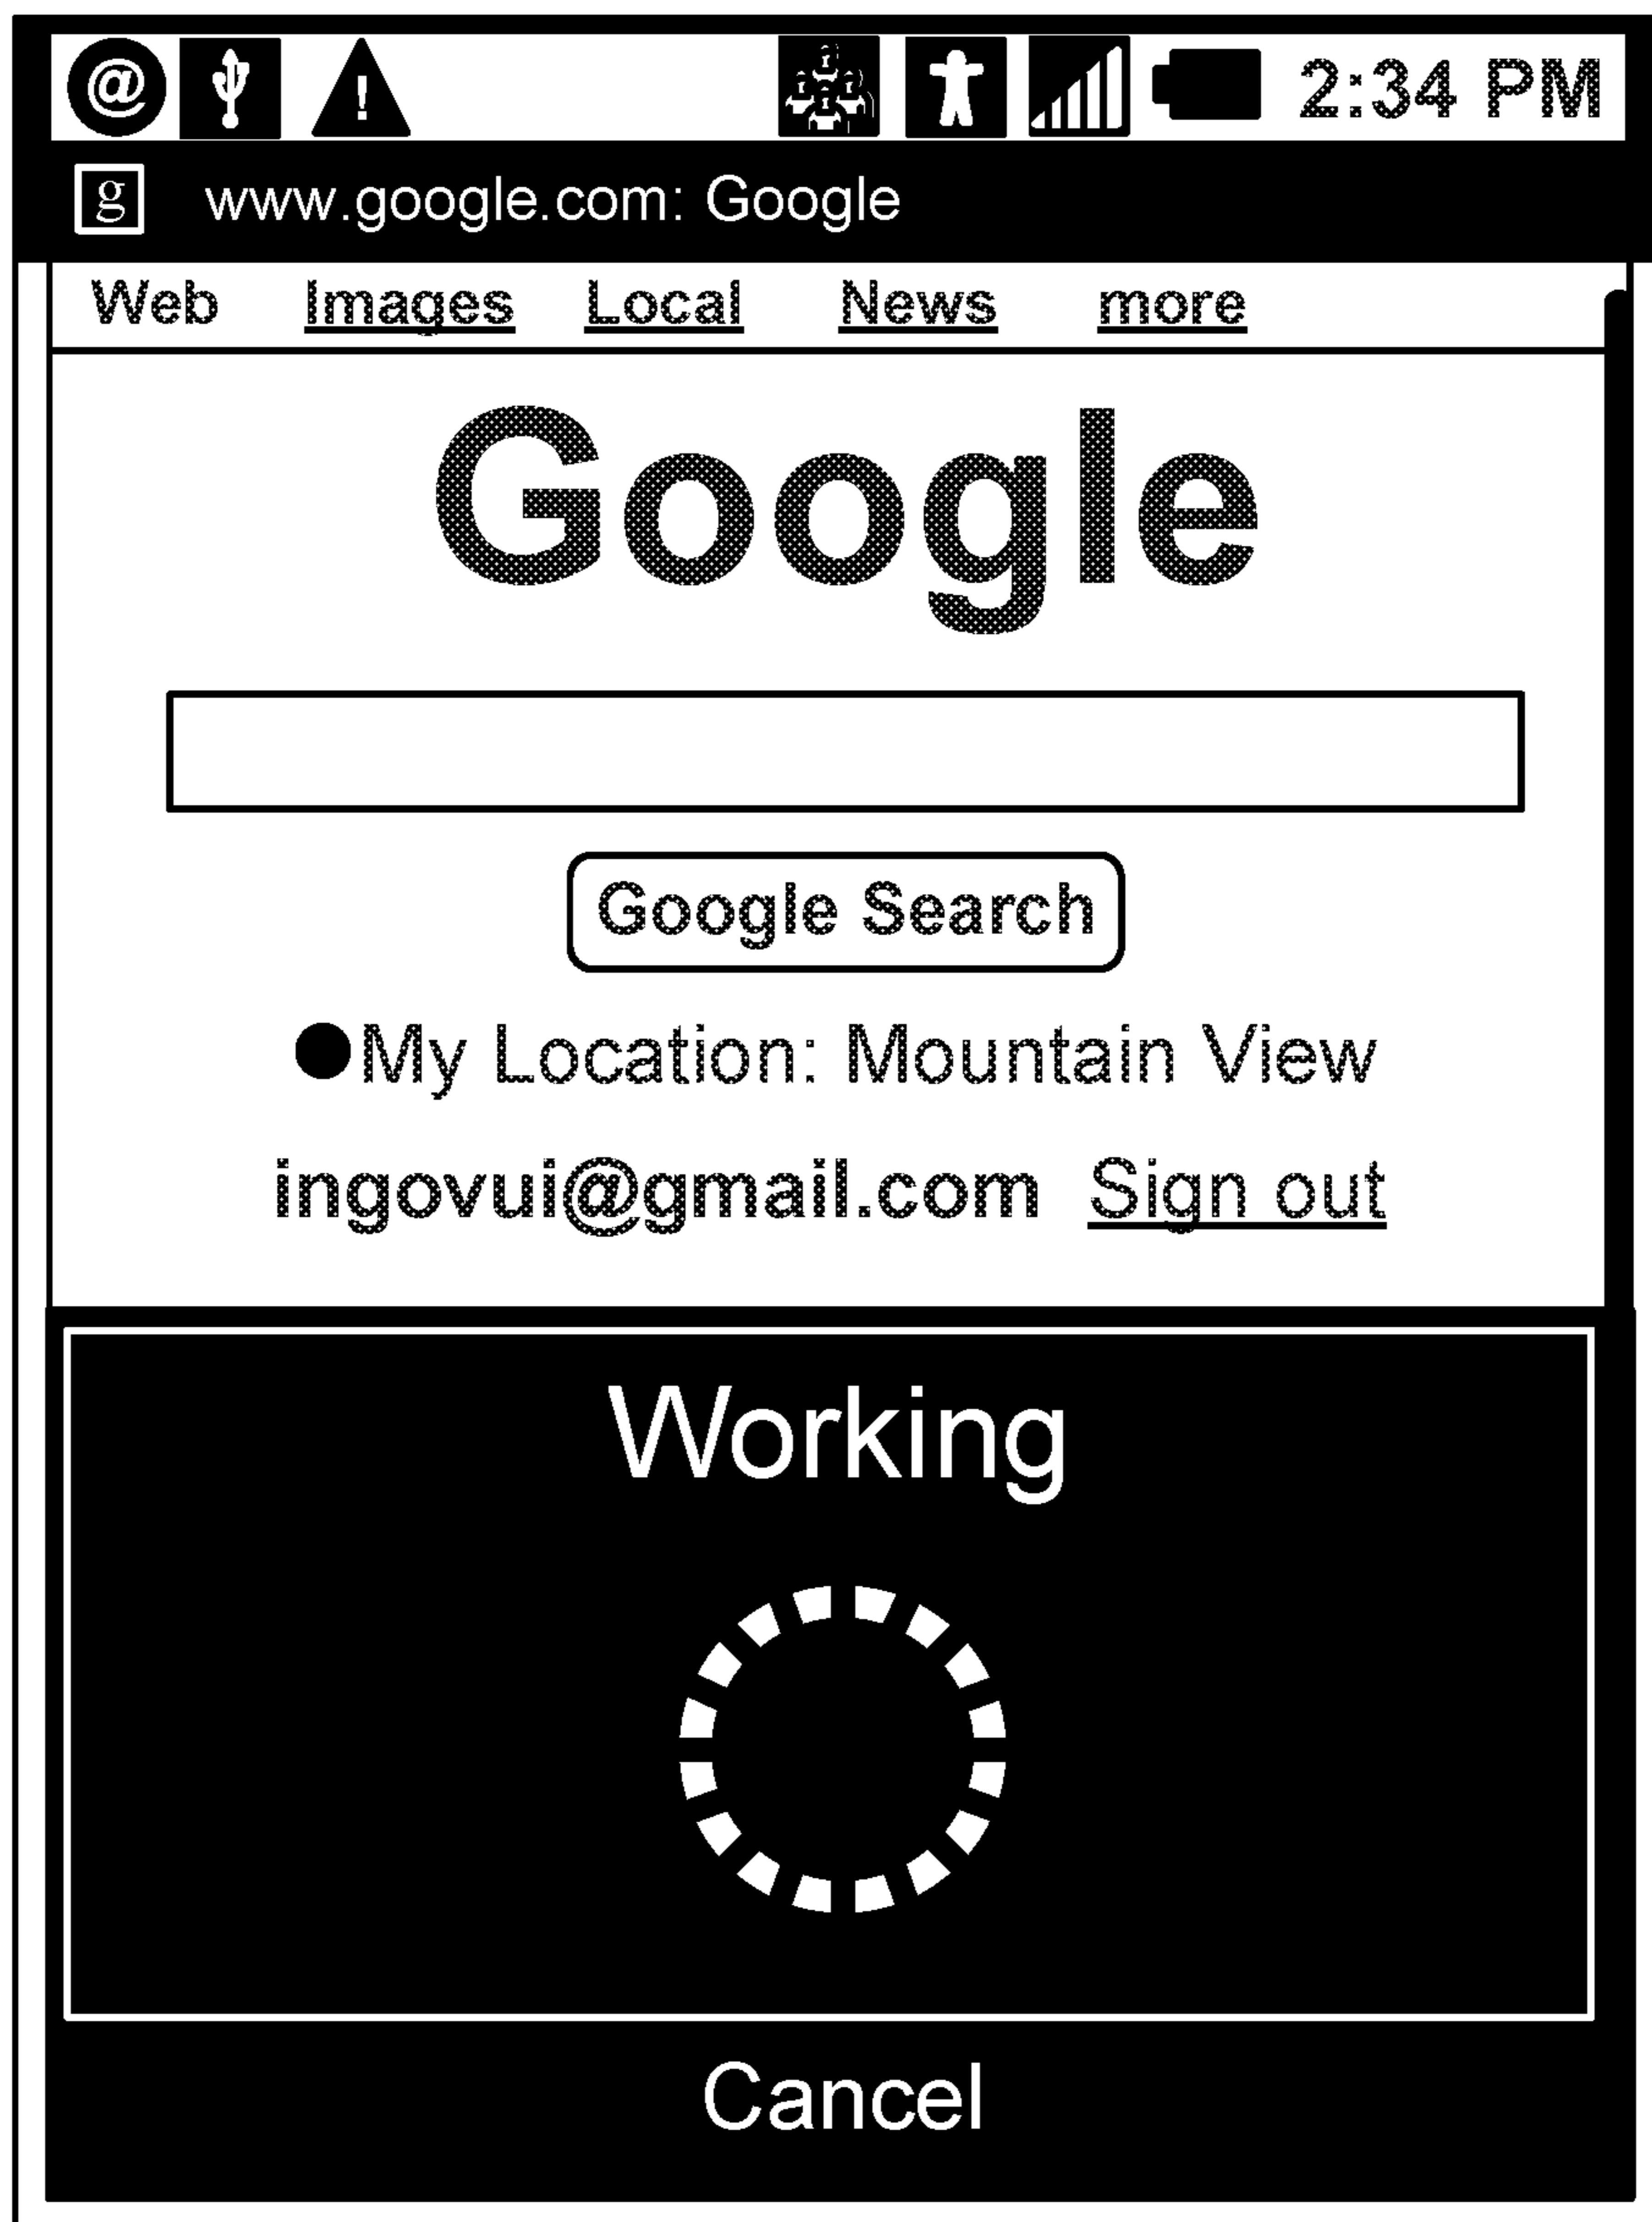 @ ! 2:34 PM
g www.google.com: Google
Web Images Local News more
Google
Google Search
My Location: Mountain View
ingovui@gmail.com Sign out
Working
Cancel